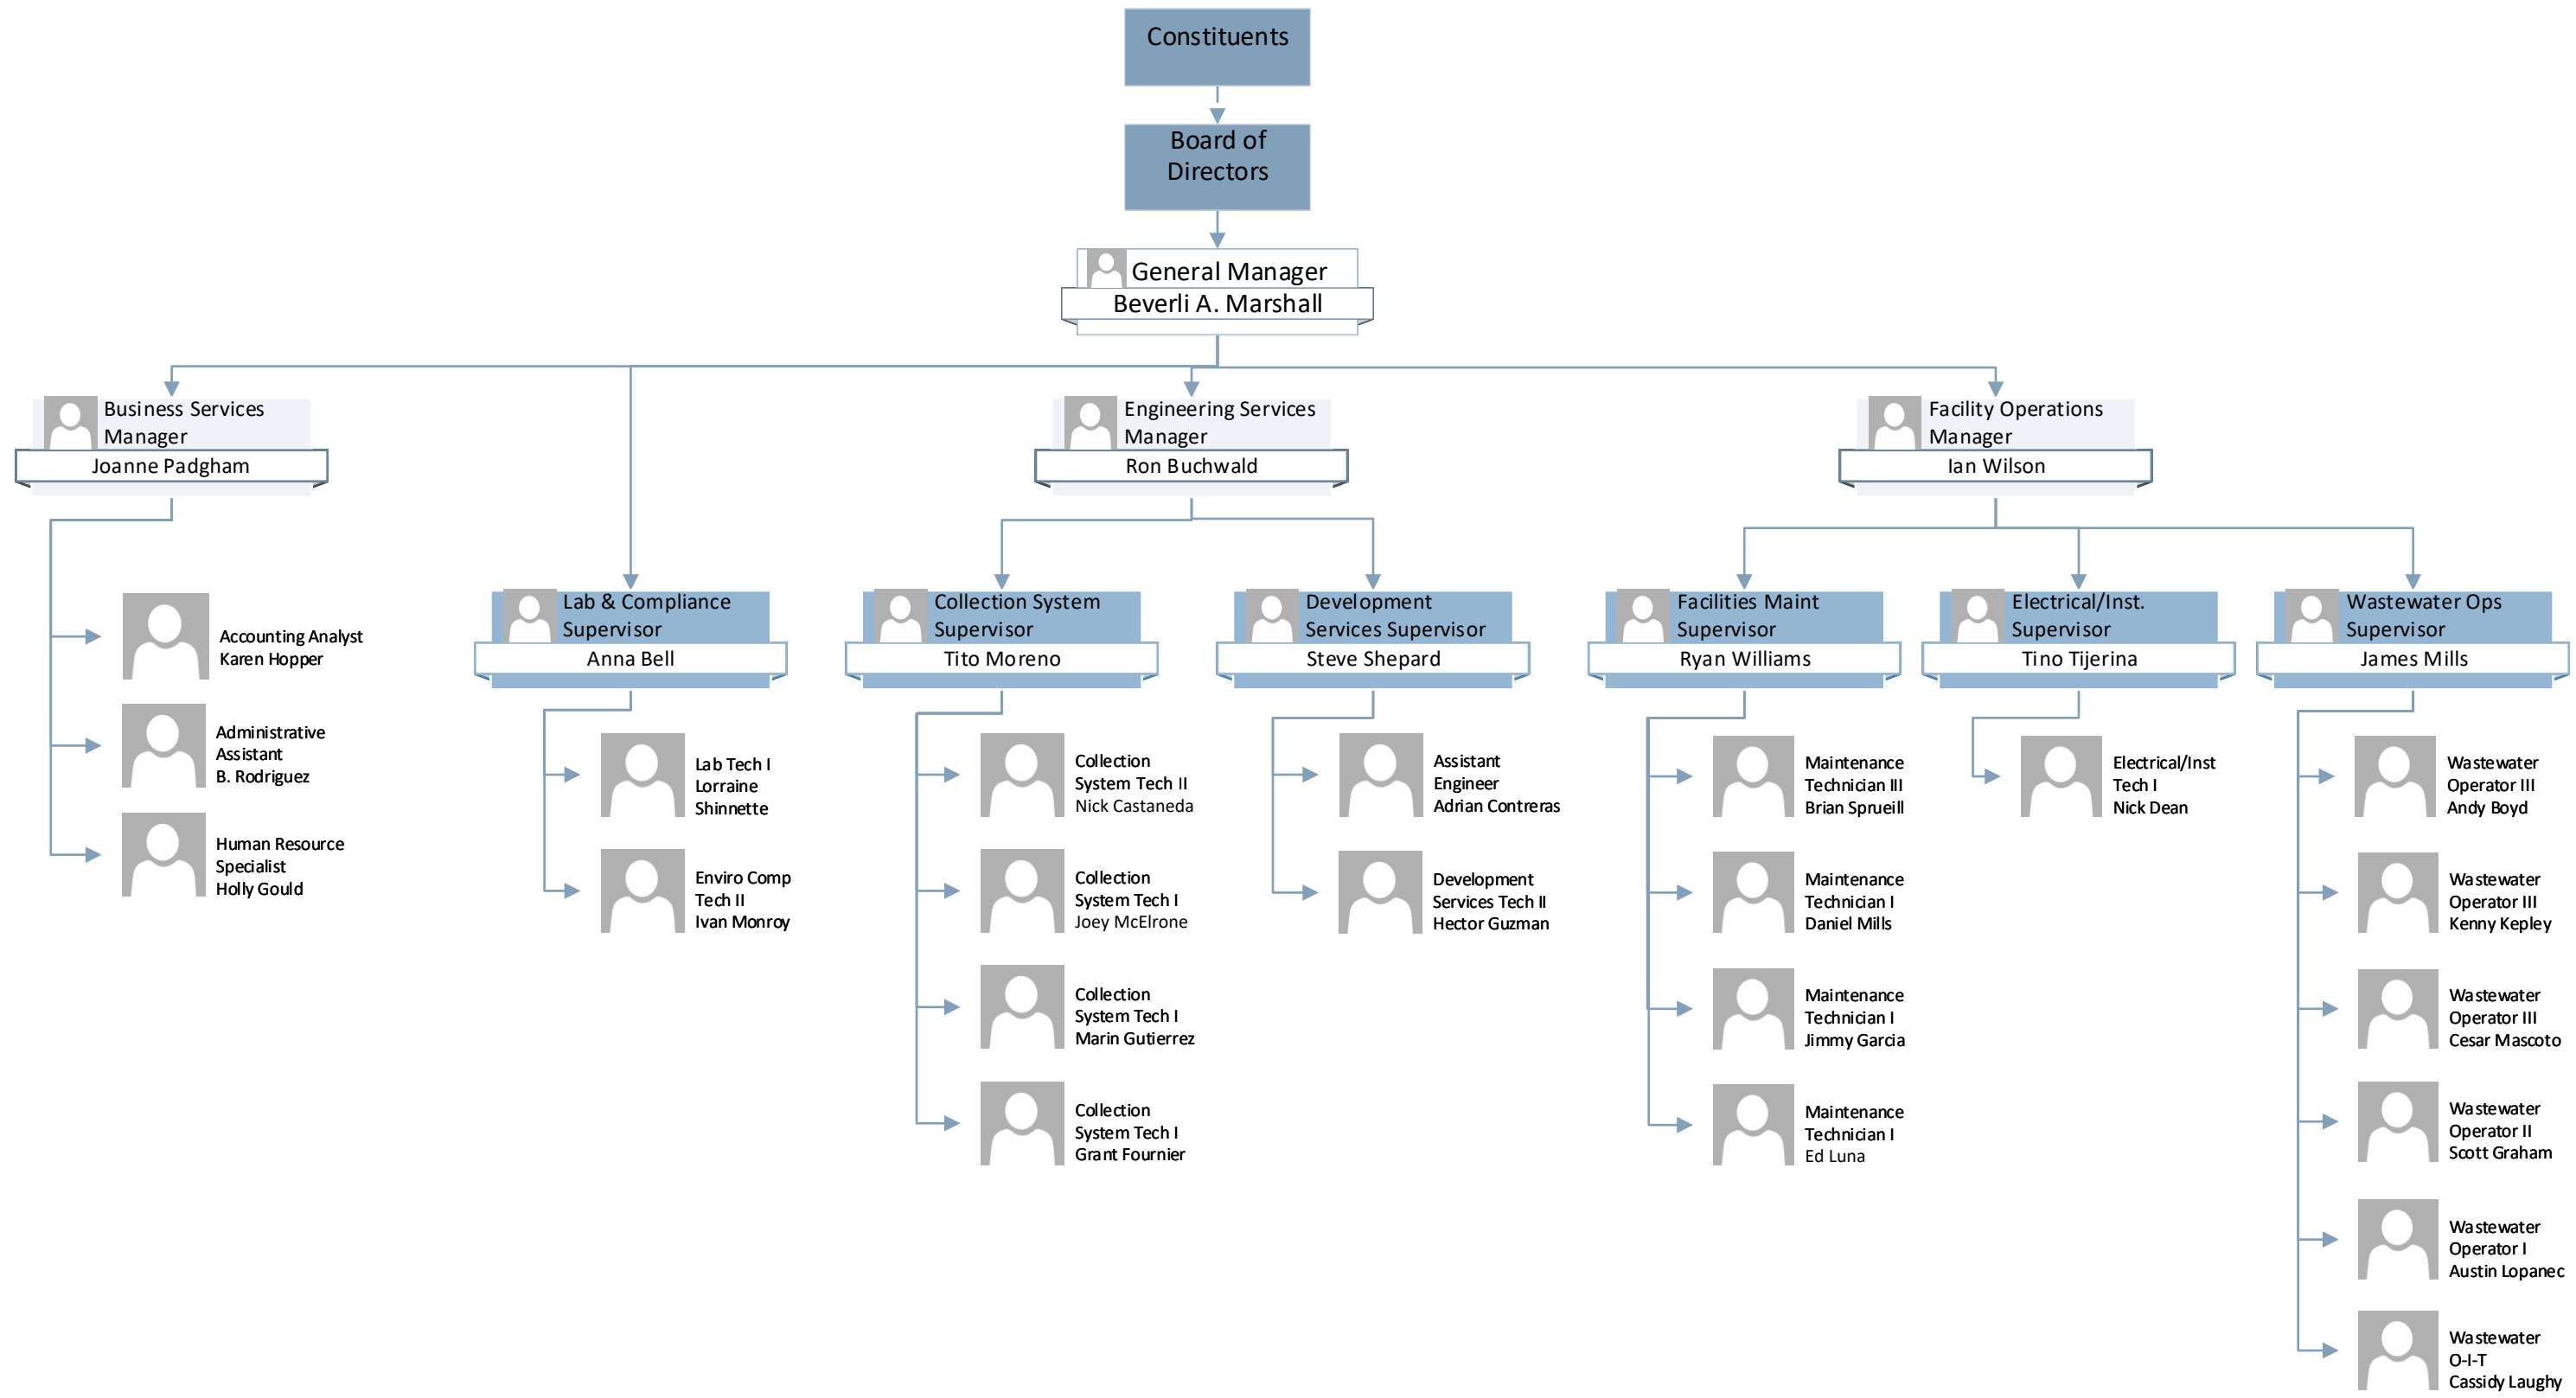 Constituents
Board of
Directors
General Manager
Beverli A. Marshall
Business Services
Manager
Joanne Padgham
Engineering Services
Manager
Ron Buchwald
Facility Operations
Manager
Ian Wilson
Accounting Analyst
Karen Hopper
Administrative
Assistant
B. Rodriguez
Human Resource
Specialist
Holly Gould
Lab & Compliance
Supervisor
Anna Bell
Lab Tech I
Lorraine
Shinnette
Enviro Comp
Tech II
Ivan Monroy
Collection System
Supervisor
Tito Moreno
Collection
System Tech II
Nick Castaneda
Collection
System Tech I
Joey McElrone
Collection
System Tech I
Marin Gutierrez
Collection
System Tech I
Grant Fournier
Development
Services Supervisor
Steve Shepard
Assistant
Engineer
Adrian Contreras
Development
Services Tech II
Hector Guzman
Facilities Maint
Supervisor
Ryan Williams
Maintenance
Technician III
Brian Sprueill
Maintenance
Technician I
Daniel Mills
Maintenance
Technician I
Jimmy Garcia
Maintenance
Technician I
Ed Luna
Electrical/Inst.
Supervisor
Tino Tijerina
Electrical/Inst
Tech I
Nick Dean
Wastewater Ops
Supervisor
James Mills
Wastewater
Operator III
Andy Boyd
Wastewater
Operator III
Kenny Kepley
Wastewater
Operator III
Cesar Mascoto
Wastewater
Operator II
Scott Graham
Wastewater
Operator I
Austin Lopanec
Wastewater
O-I-T
Cassidy Laughy